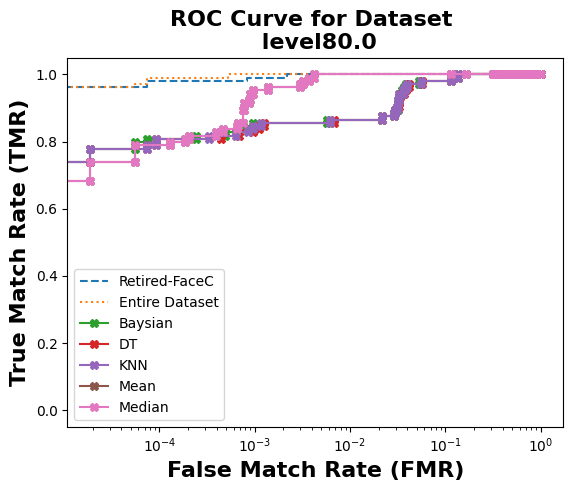 ROC Curve for Dataset
level80.0
True Match Rate (TMR)
1.0
0.8
0.6
0.4
0.2
0.0
Retired-FaceC
Entire Dataset
Baysian
DT
KNN
Mean
Median
10⁻⁴
10⁻³
10⁻²
10⁻¹
10⁰
False Match Rate (FMR)